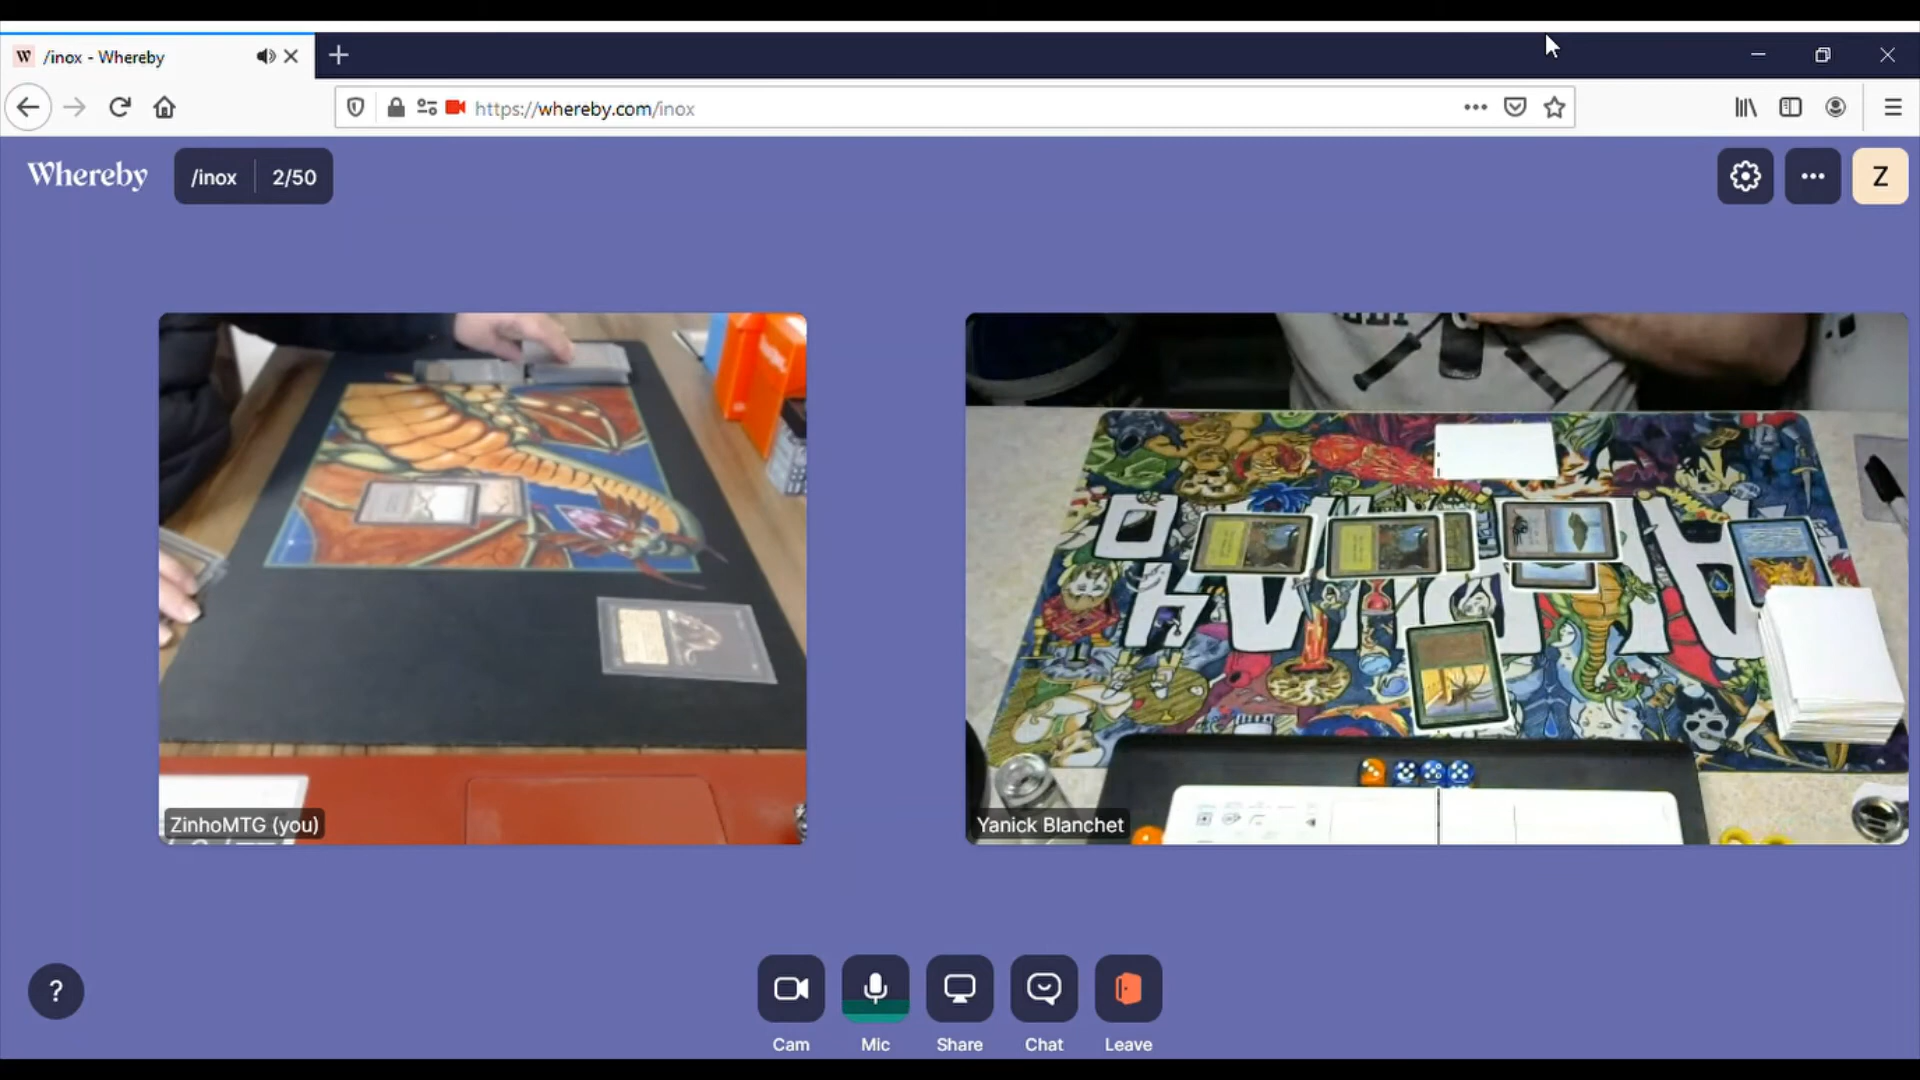 /inox - Whereby
https://whereby.com/inox
Whereby
/inox 2/50
Z
ZinhoMTG (you)
Yanick Blanchet
?
Cam
Mic
Share
Chat
Leave